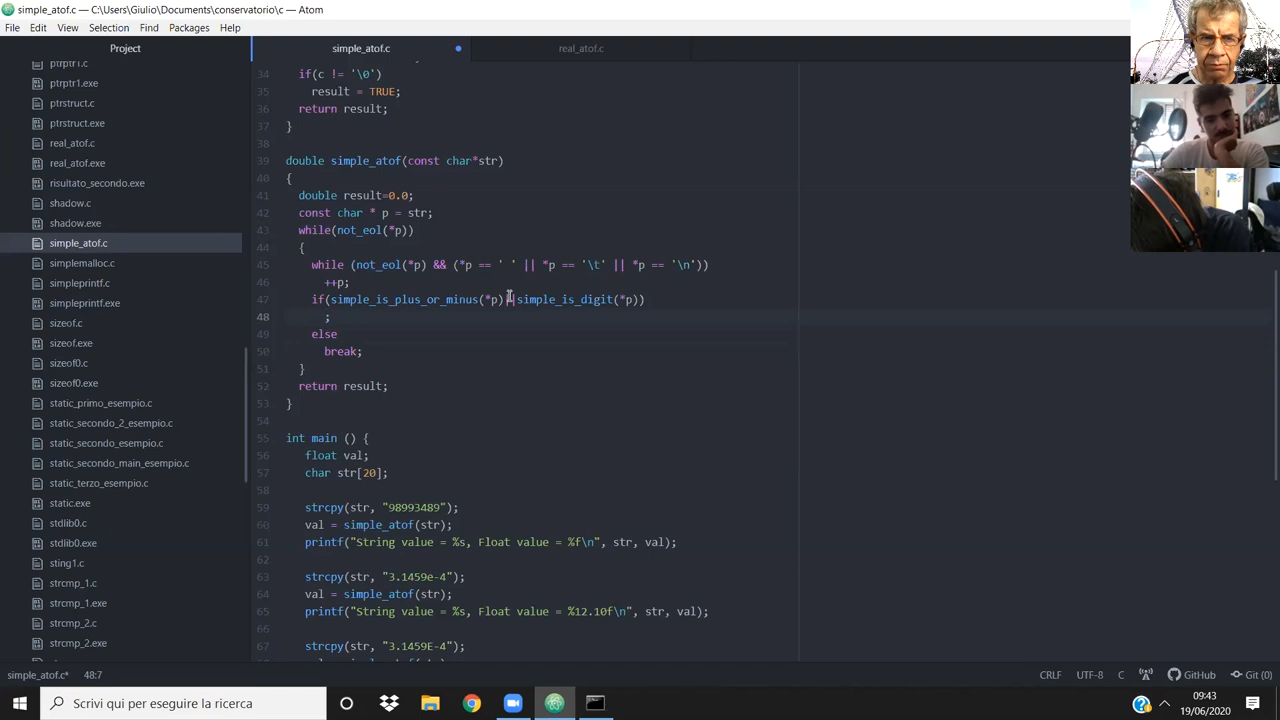 simple_atof.c — C:\Users\Giulio\Documents\conservatorio\c — Atom
File Edit View Selection Find Packages Help
Project
simple_atof.c
real_atof.c
ptrptr1.c
ptrptr1.exe
ptrstruct.c
ptrstruct.exe
real_atof.c
real_atof.exe
risultato_secondo.exe
shadow.c
shadow.exe
simple_atof.c
simplemalloc.c
simpleprintf.c
simpleprintf.exe
sizeof.c
sizeof.exe
sizeof0.c
sizeof0.exe
static_primo_esempio.c
static_secondo_2_esempio.c
static_secondo_esempio.c
static_secondo_main_esempio.c
static_terzo_esempio.c
static.exe
stdlib0.c
stdlib0.exe
sting1.c
strcmp_1.c
strcmp_1.exe
strcmp_2.c
strcmp_2.exe
34 if(c != '\0')
35 result = TRUE;
36 return result;
37 }
38
39 double simple_atof(const char*str)
40 {
41 double result=0.0;
42 const char * p = str;
43 while(not_eol(*p))
44 {
45 while (not_eol(*p) && (*p == ' ' || *p == '\t' || *p == '\n'))
46 ++p;
47 if(simple_is_plus_or_minus(*p)||simple_is_digit(*p))
48 ;
49 else
50 break;
51 }
52 return result;
53 }
54
55 int main () {
56 float val;
57 char str[20];
58
59 strcpy(str, "98993489");
60 val = simple_atof(str);
61 printf("String value = %s, Float value = %f\n", str, val);
62
63 strcpy(str, "3.1459e-4");
64 val = simple_atof(str);
65 printf("String value = %s, Float value = %12.10f\n", str, val);
66
67 strcpy(str, "3.1459E-4");
simple_atof.c* 48:7
CRLF UTF-8 C GitHub Git (0)
Scrivi qui per eseguire la ricerca
09:43
19/06/2020